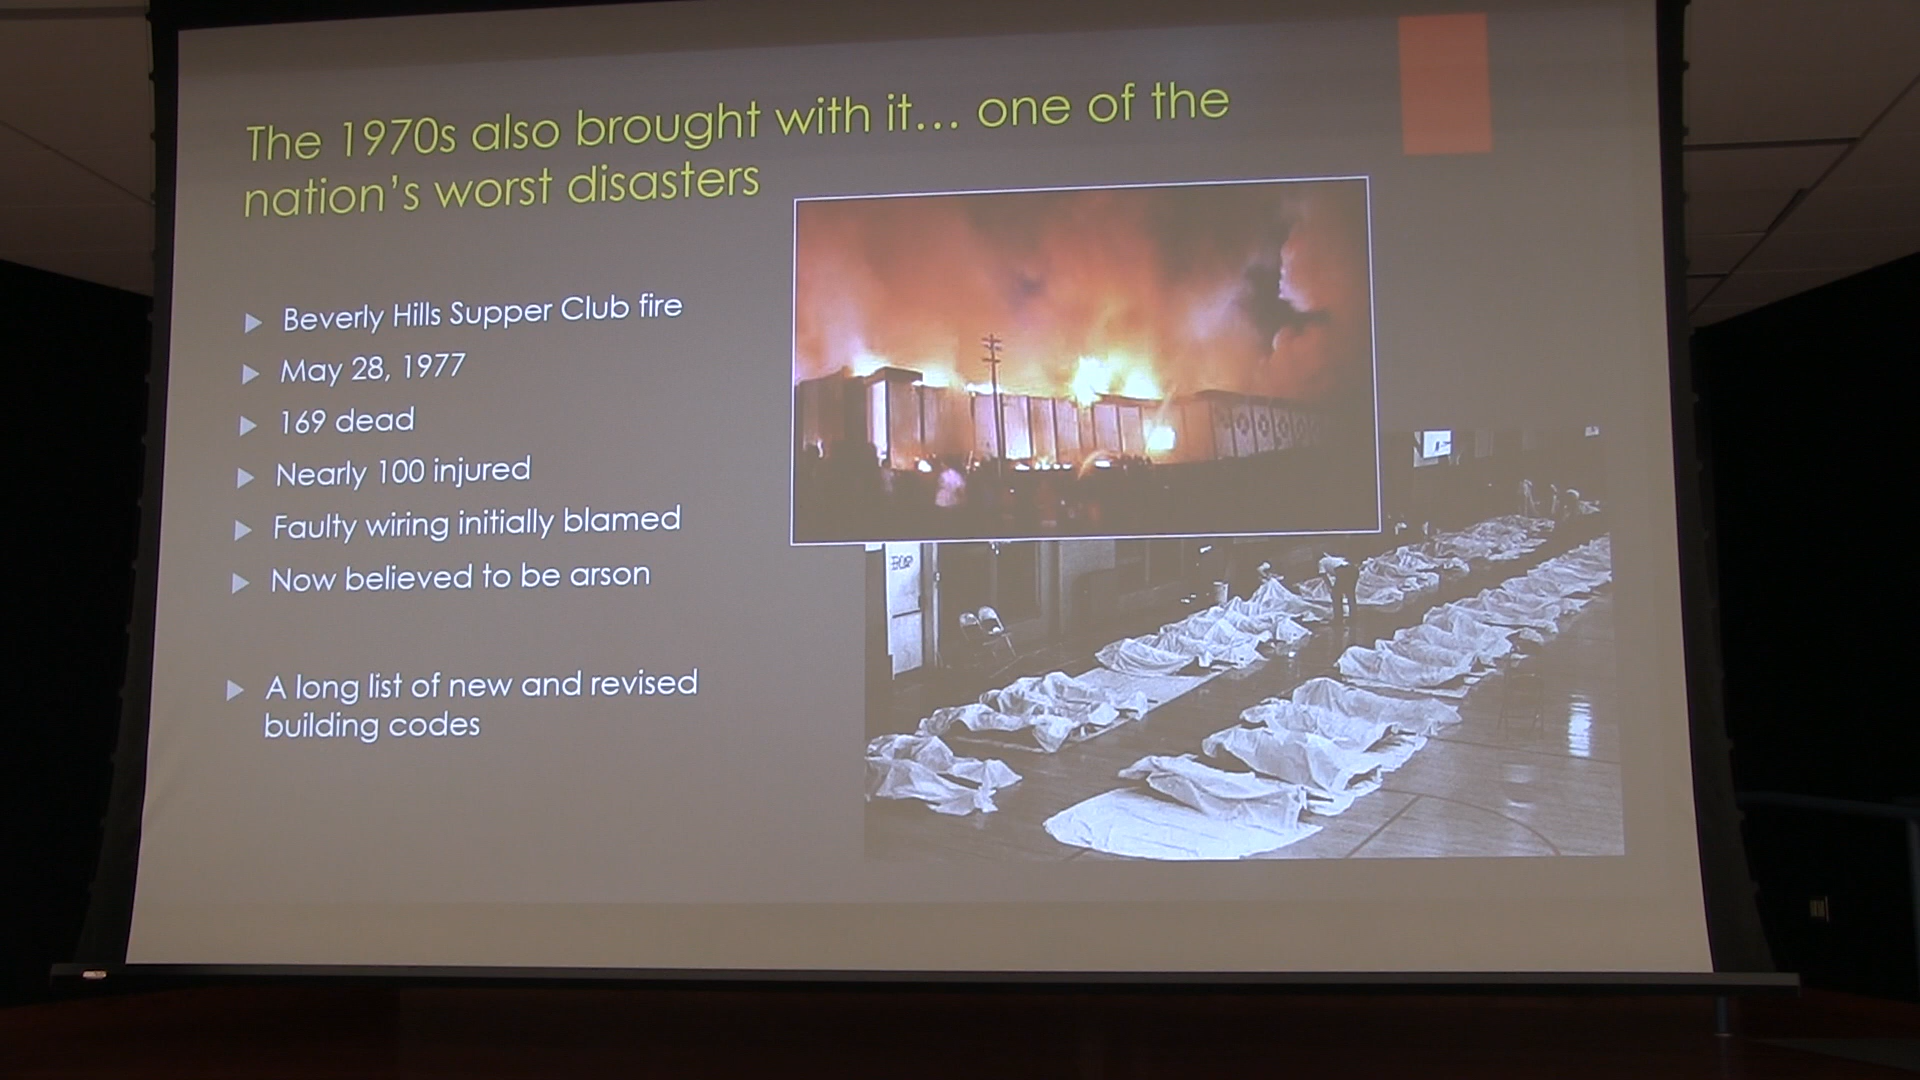 The 1970s also brought with it... one of the
nation's worst disasters
Beverly Hills Supper Club fire
May 28, 1977
169 dead
Nearly 100 injured
Faulty wiring initially blamed
Now believed to be arson
A long list of new and revised
building codes